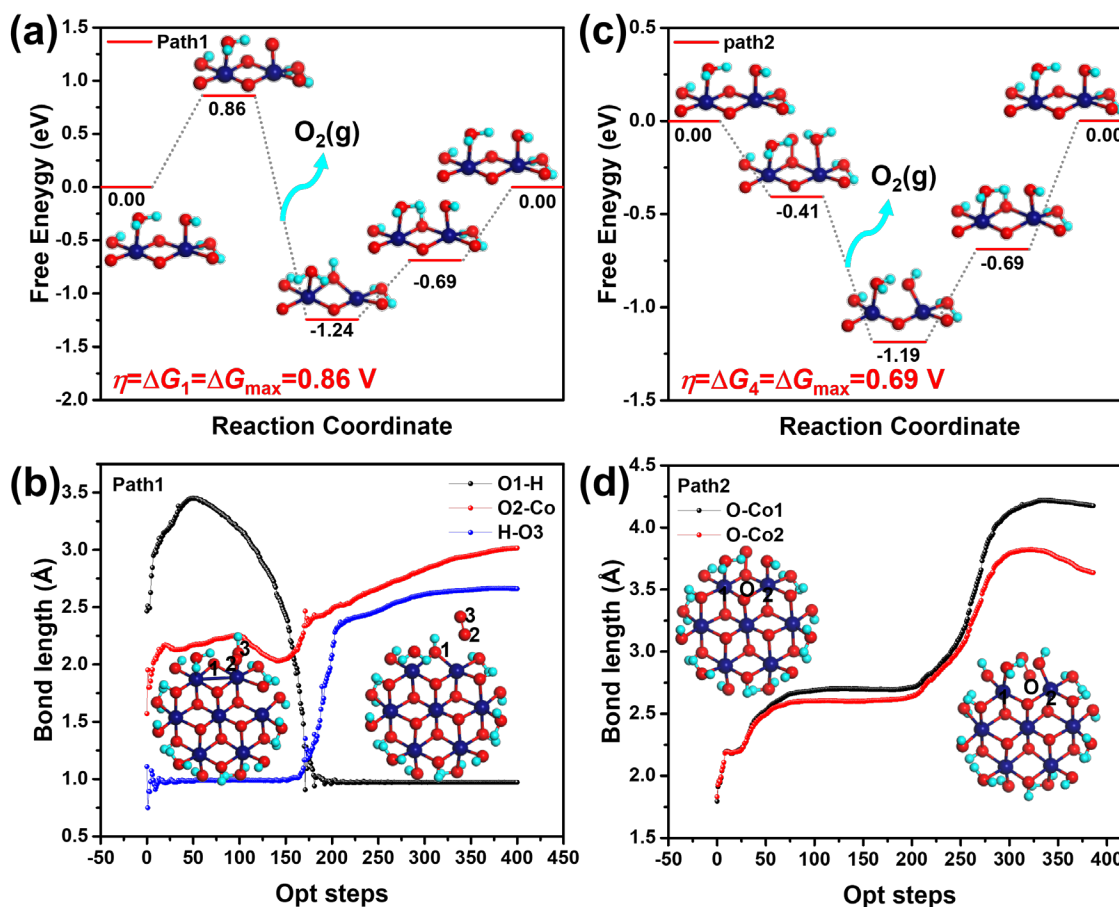 (a)
Path1
1.5
1.0
0.5
0.0
-0.5
-1.0
-1.5
-2.0
Free Eneygy (eV)
0.00
0.86
O2(g)
-1.24
-0.69
0.00
η=ΔG1=ΔGmax=0.86 V
Reaction Coordinate
(c)
path2
0.5
0.0
-0.5
-1.0
-1.5
Free Eneygy (eV)
0.00
-0.41
O2(g)
-1.19
-0.69
0.00
η=ΔG4=ΔGmax=0.69 V
Reaction Coordinate
(b)
Path1
O1-H
O2-Co
H-O3
3.5
3.0
2.5
2.0
1.5
1.0
0.5
Bond length (Å)
1 2 3
1 2 3
-50 0 50 100 150 200 250 300 350 400 450
Opt steps
(d)
Path2
O-Co1
O-Co2
4.5
4.0
3.5
3.0
2.5
2.0
1.5
Bond length (Å)
1 O 2
1 O 2
-50 0 50 100 150 200 250 300 350 400
Opt steps